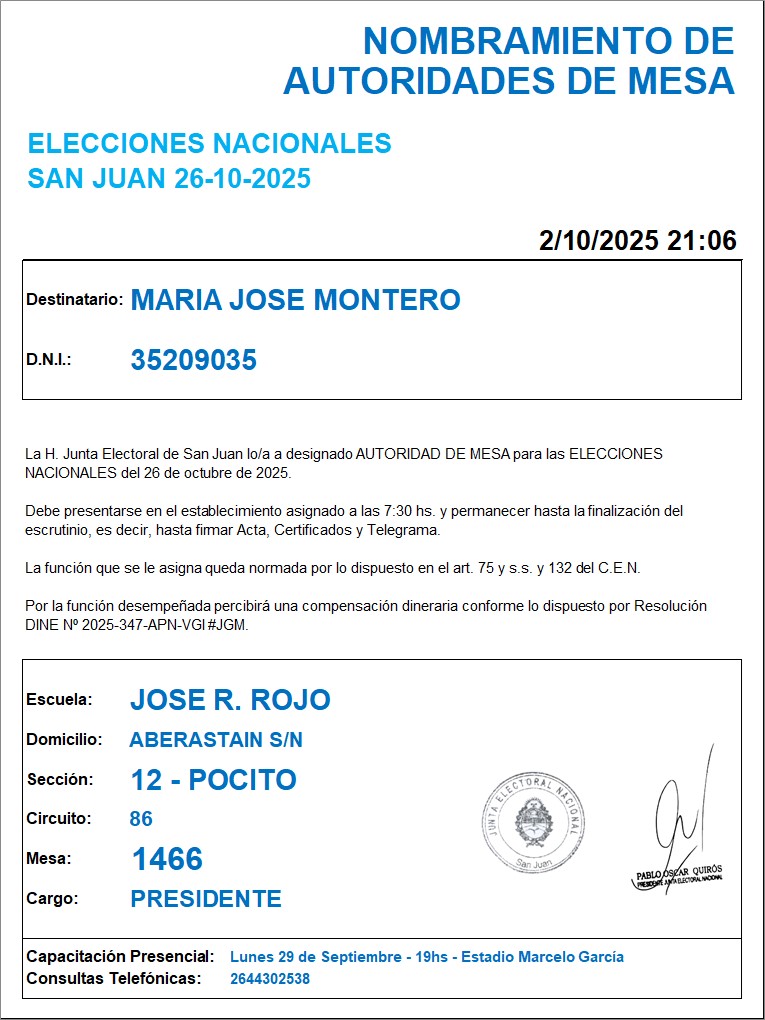 NOMBRAMIENTO DE
AUTORIDADES DE MESA
ELECCIONES NACIONALES
SAN JUAN 26-10-2025
2/10/2025 21:06
Destinatario: MARIA JOSE MONTERO
D.N.I.: 35209035
La H. Junta Electoral de San Juan lo/a a designado AUTORIDAD DE MESA para las ELECCIONES
NACIONALES del 26 de octubre de 2025.
Debe presentarse en el establecimiento asignado a las 7:30 hs. y permanecer hasta la finalización del
escrutinio, es decir, hasta firmar Acta, Certificados y Telegrama.
La función que se le asigna queda normada por lo dispuesto en el art. 75 y s.s. y 132 del C.E.N.
Por la función desempeñada percibirá una compensación dineraria conforme lo dispuesto por Resolución
DINE Nº 2025-347-APN-VGI#JGM.
Escuela: JOSE R. ROJO
Domicilio: ABERASTAIN S/N
Sección: 12 - POCITO
Circuito: 86
Mesa: 1466
Cargo: PRESIDENTE
JUNTA ELECTORAL NACIONAL
San Juan
PABLO OSCAR QUIRÓS
PRESIDENTE JUNTA ELECTORAL NACIONAL
Capacitación Presencial: Lunes 29 de Septiembre - 19hs - Estadio Marcelo García
Consultas Telefónicas: 2644302538